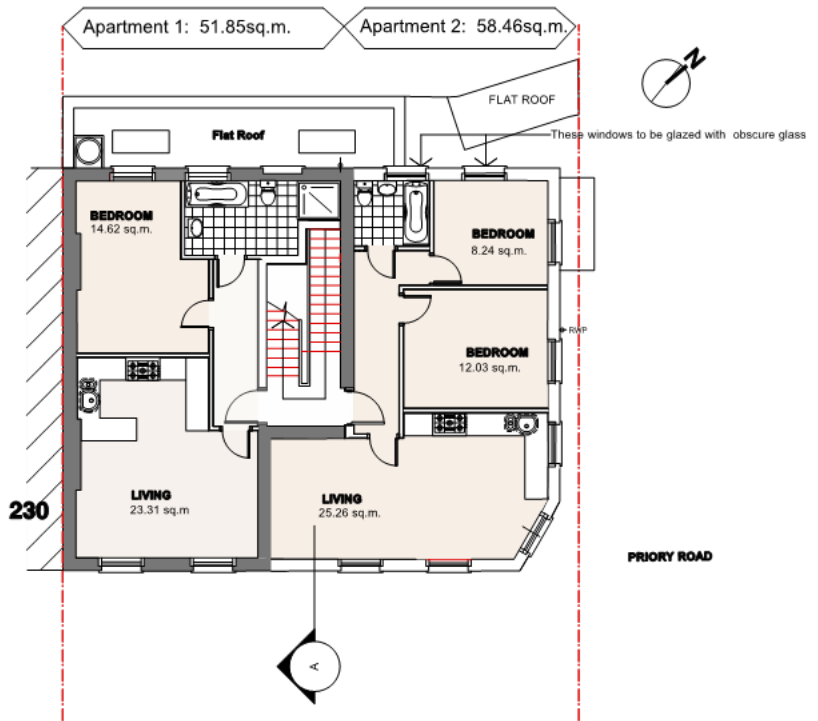 Apartment 1: 51.85sq.m.
Apartment 2: 58.46sq.m.
N
FLAT ROOF
Flat Roof
These windows to be glazed with obscure glass
BEDROOM
14.62 sq.m.
BEDROOM
8.24 sq.m.
RWP
BEDROOM
12.03 sq.m.
LIVING
23.31 sq.m
LIVING
25.26 sq.m.
230
PRIORY ROAD
A